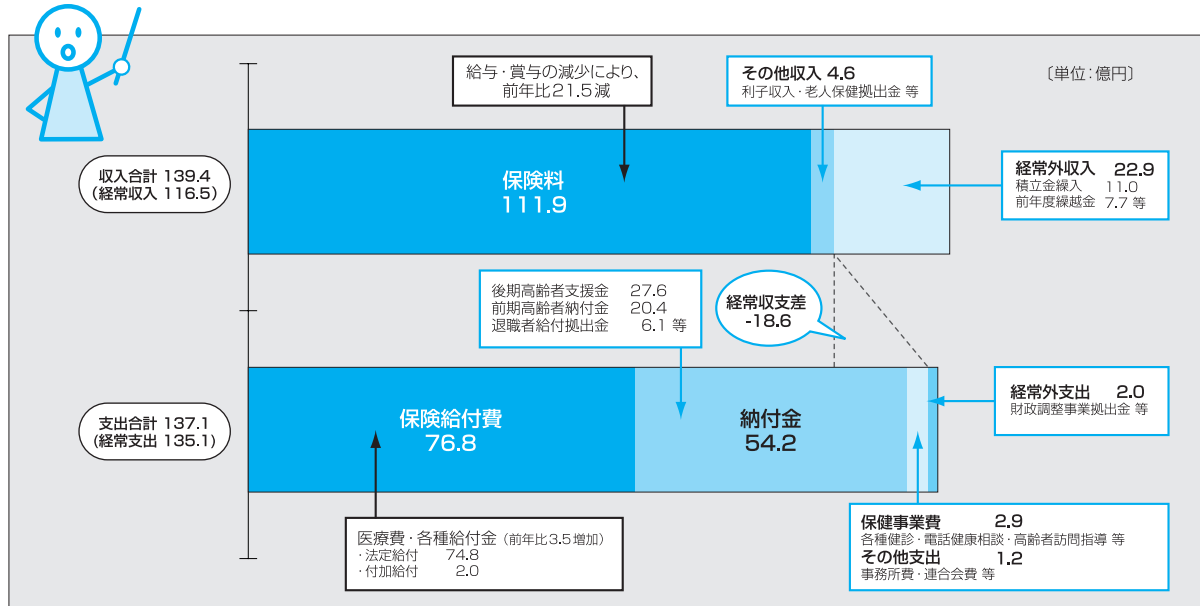 給与・賞与の減少により、
前年比21.5減
その他収入 4.6
利子収入・老人保健拠出金 等
〔単位：億円〕
収入合計 139.4
(経常収入 116.5)
保険料
111.9
経常外収入 22.9
積立金繰入 11.0
前年度繰越金 7.7 等
後期高齢者支援金 27.6
前期高齢者納付金 20.4
退職者給付拠出金 6.1 等
経常収支差
-18.6
支出合計 137.1
(経常支出 135.1)
保険給付費
76.8
納付金
54.2
経常外支出 2.0
財政調整事業拠出金 等
医療費・各種給付金 (前年比3.5増加)
・法定給付 74.8
・付加給付 2.0
保健事業費 2.9
各種健診・電話健康相談・高齢者訪問指導 等
その他支出 1.2
事務所費・連合会費 等